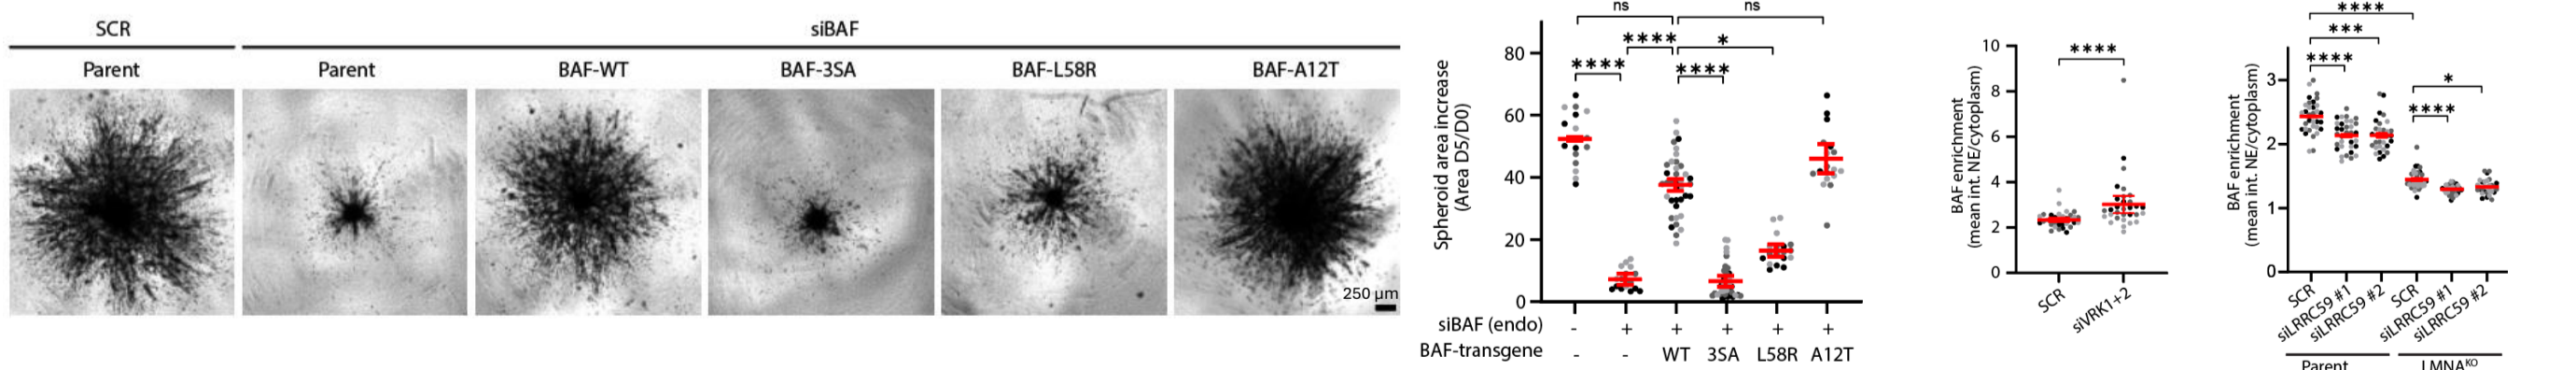 SCR
siBAF
Parent
Parent
BAF-WT
BAF-3SA
BAF-L58R
BAF-A12T
250 µm
Spheroid area increase
(Area D5/D0)
80
60
40
20
0
ns
ns
****
*
****
****
siBAF (endo) - + + + + +
BAF-transgene - - WT 3SA L58R A12T
BAF enrichment
(mean int. NE/cytoplasm)
10
8
6
4
2
0
****
SCR
siVRK1+2
BAF enrichment
(mean int. NE/cytoplasm)
3
2
1
0
****
***
****
*
****
SCR
siLRRC59 #1
siLRRC59 #2
SCR
siLRRC59 #1
siLRRC59 #2
Parent
LMNAᴷᴼ